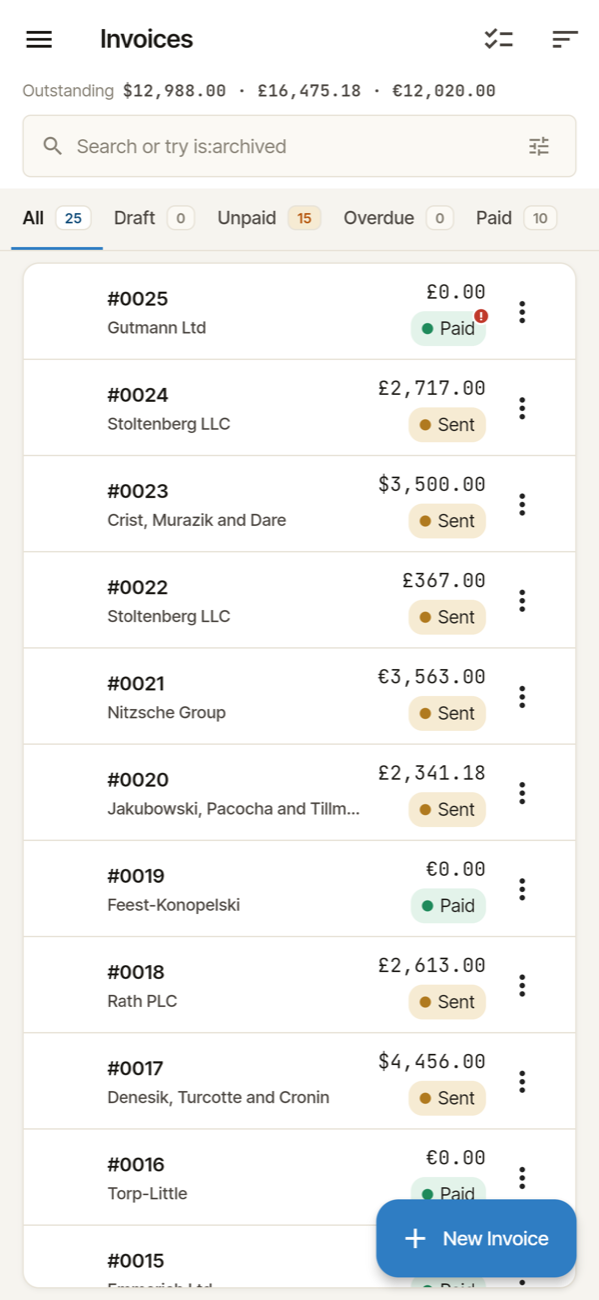 Invoices
Outstanding $12,988.00 · £16,475.18 · €12,020.00
Search or try is:archived
All 25 Draft 0 Unpaid 15 Overdue 0 Paid 10
#0025 £0.00
Gutmann Ltd Paid !
#0024 £2,717.00
Stoltenberg LLC Sent
#0023 $3,500.00
Crist, Murazik and Dare Sent
#0022 £367.00
Stoltenberg LLC Sent
#0021 €3,563.00
Nitzsche Group Sent
#0020 £2,341.18
Jakubowski, Pacocha and Tillm... Sent
#0019 €0.00
Feest-Konopelski Paid
#0018 £2,613.00
Rath PLC Sent
#0017 $4,456.00
Denesik, Turcotte and Cronin Sent
#0016 €0.00
Torp-Little Paid
New Invoice
#0015